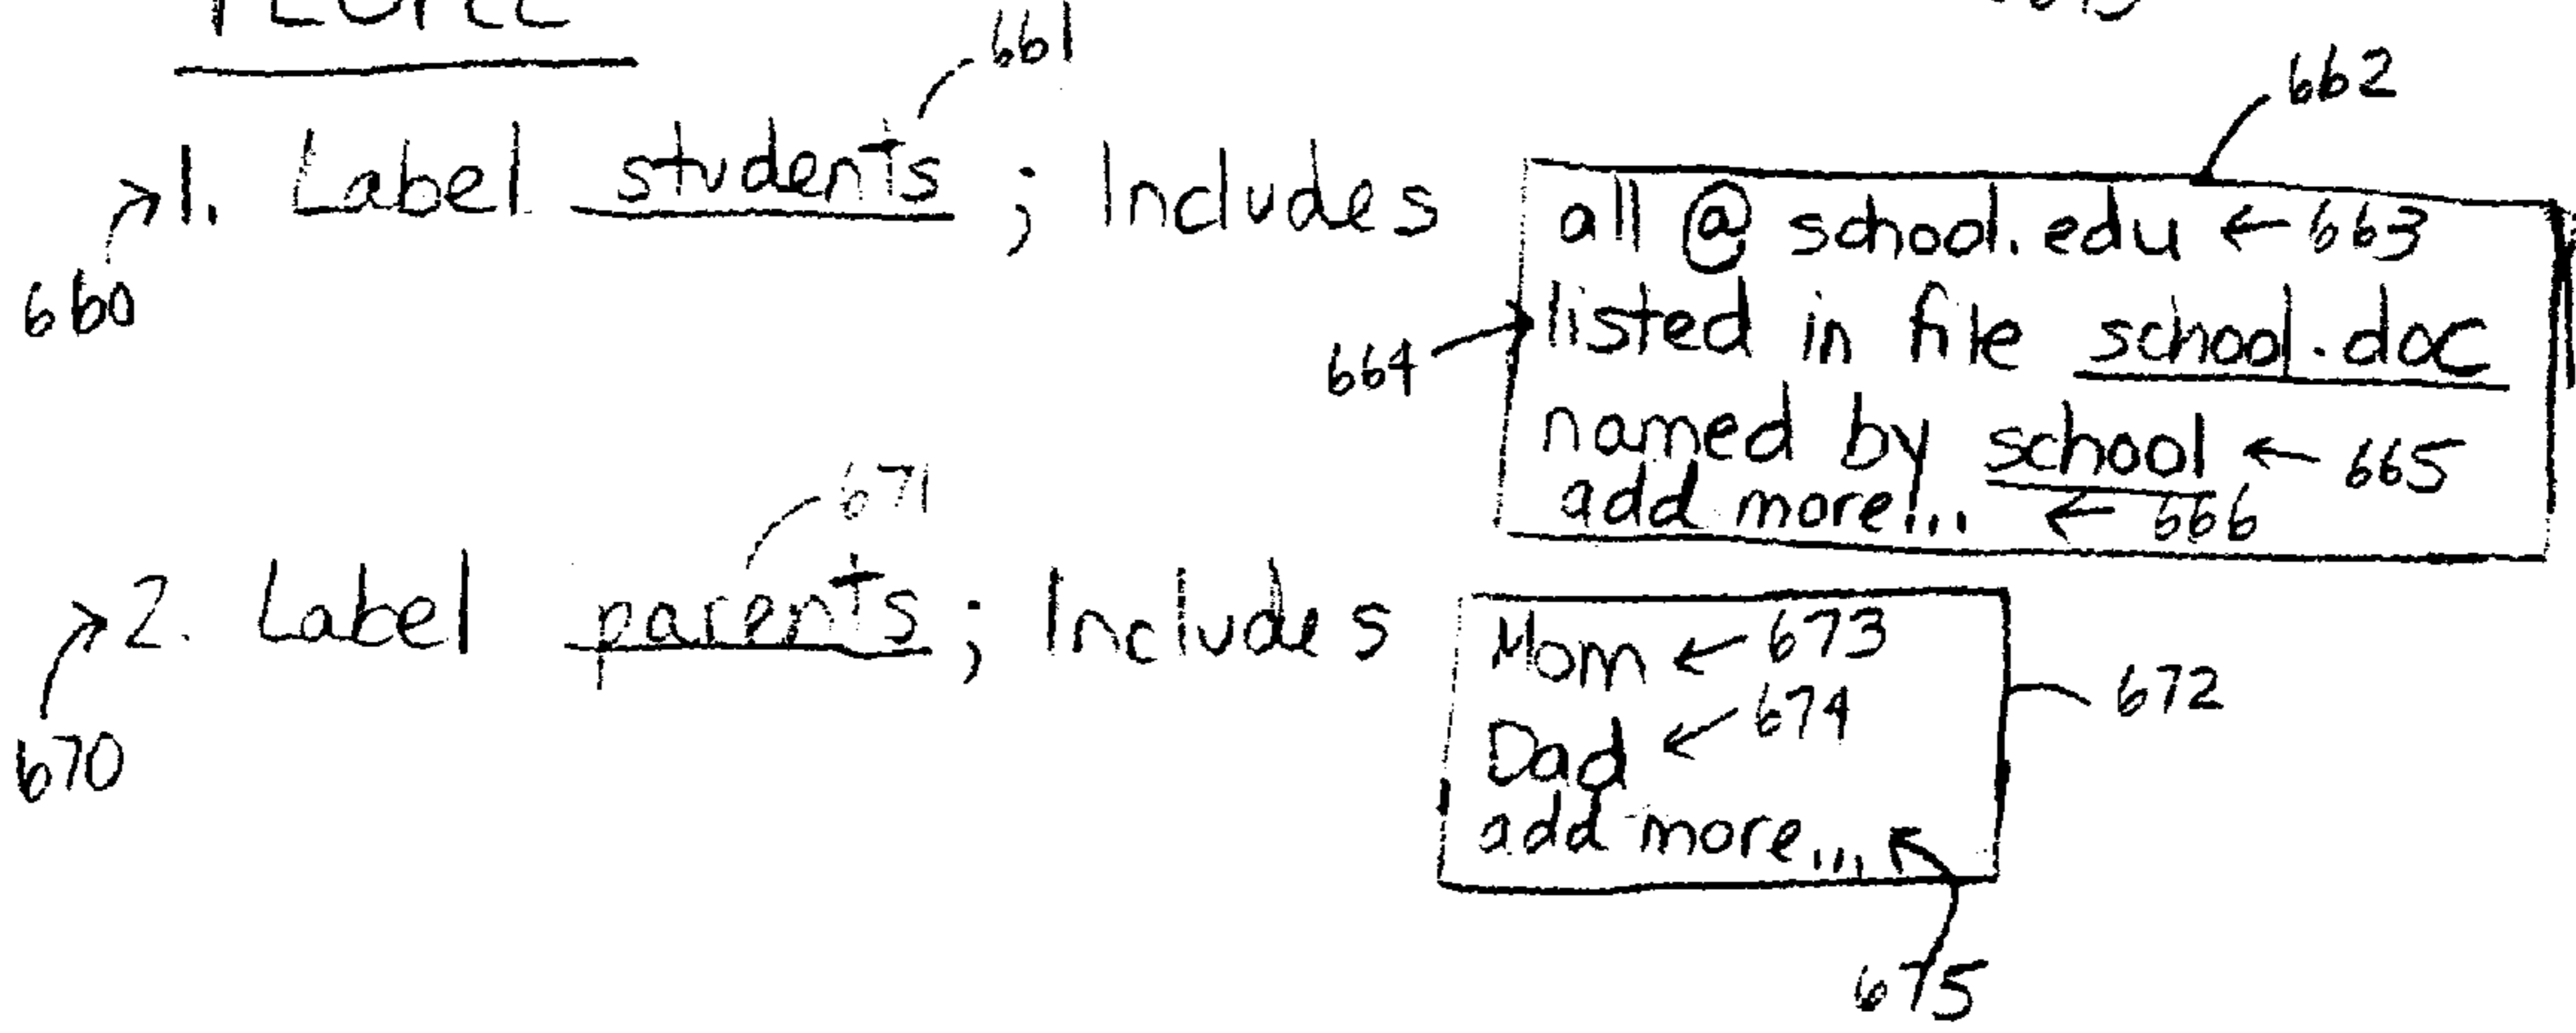 PEOPLE
661
662
1. Label students ; Includes
all @ school.edu ← 663
660
listed in file school.doc
664
named by school ← 665
add more... ← 666
671
2. Label parents ; Includes
Mom ← 673
672
Dad ← 674
670
add more...
675